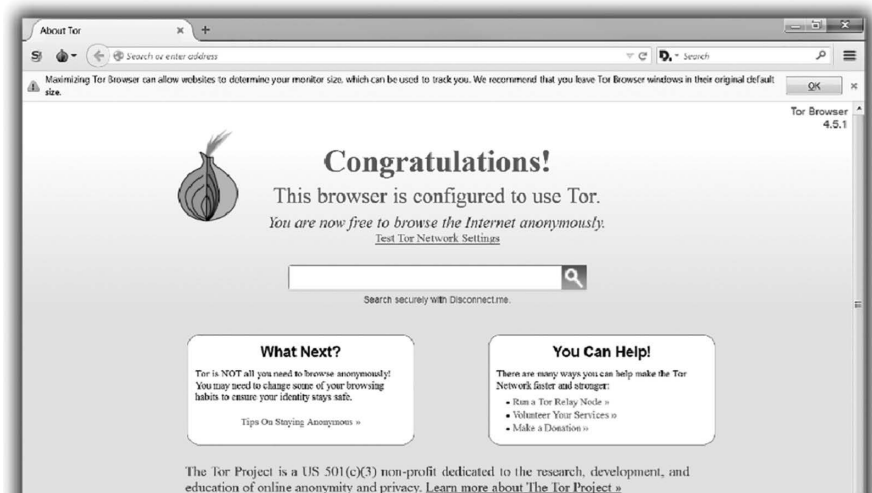 About Tor
Search or enter address
Search
Maximizing Tor Browser can allow websites to determine your monitor size, which can be used to track you. We recommend that you leave Tor Browser windows in their original default
size.
OK
Tor Browser
4.5.1
Congratulations!
This browser is configured to use Tor.
You are now free to browse the Internet anonymously.
Test Tor Network Settings
Search securely with Disconnect.me.
What Next?
Tor is NOT all you need to browse anonymously!
You may need to change some of your browsing
habits to ensure your identity stays safe.
Tips On Staying Anonymous »
You Can Help!
There are many ways you can help make the Tor
Network faster and stronger:
▪ Run a Tor Relay Node »
▪ Volunteer Your Services »
▪ Make a Donation »
The Tor Project is a US 501(c)(3) non-profit dedicated to the research, development, and
education of online anonymity and privacy. Learn more about The Tor Project »